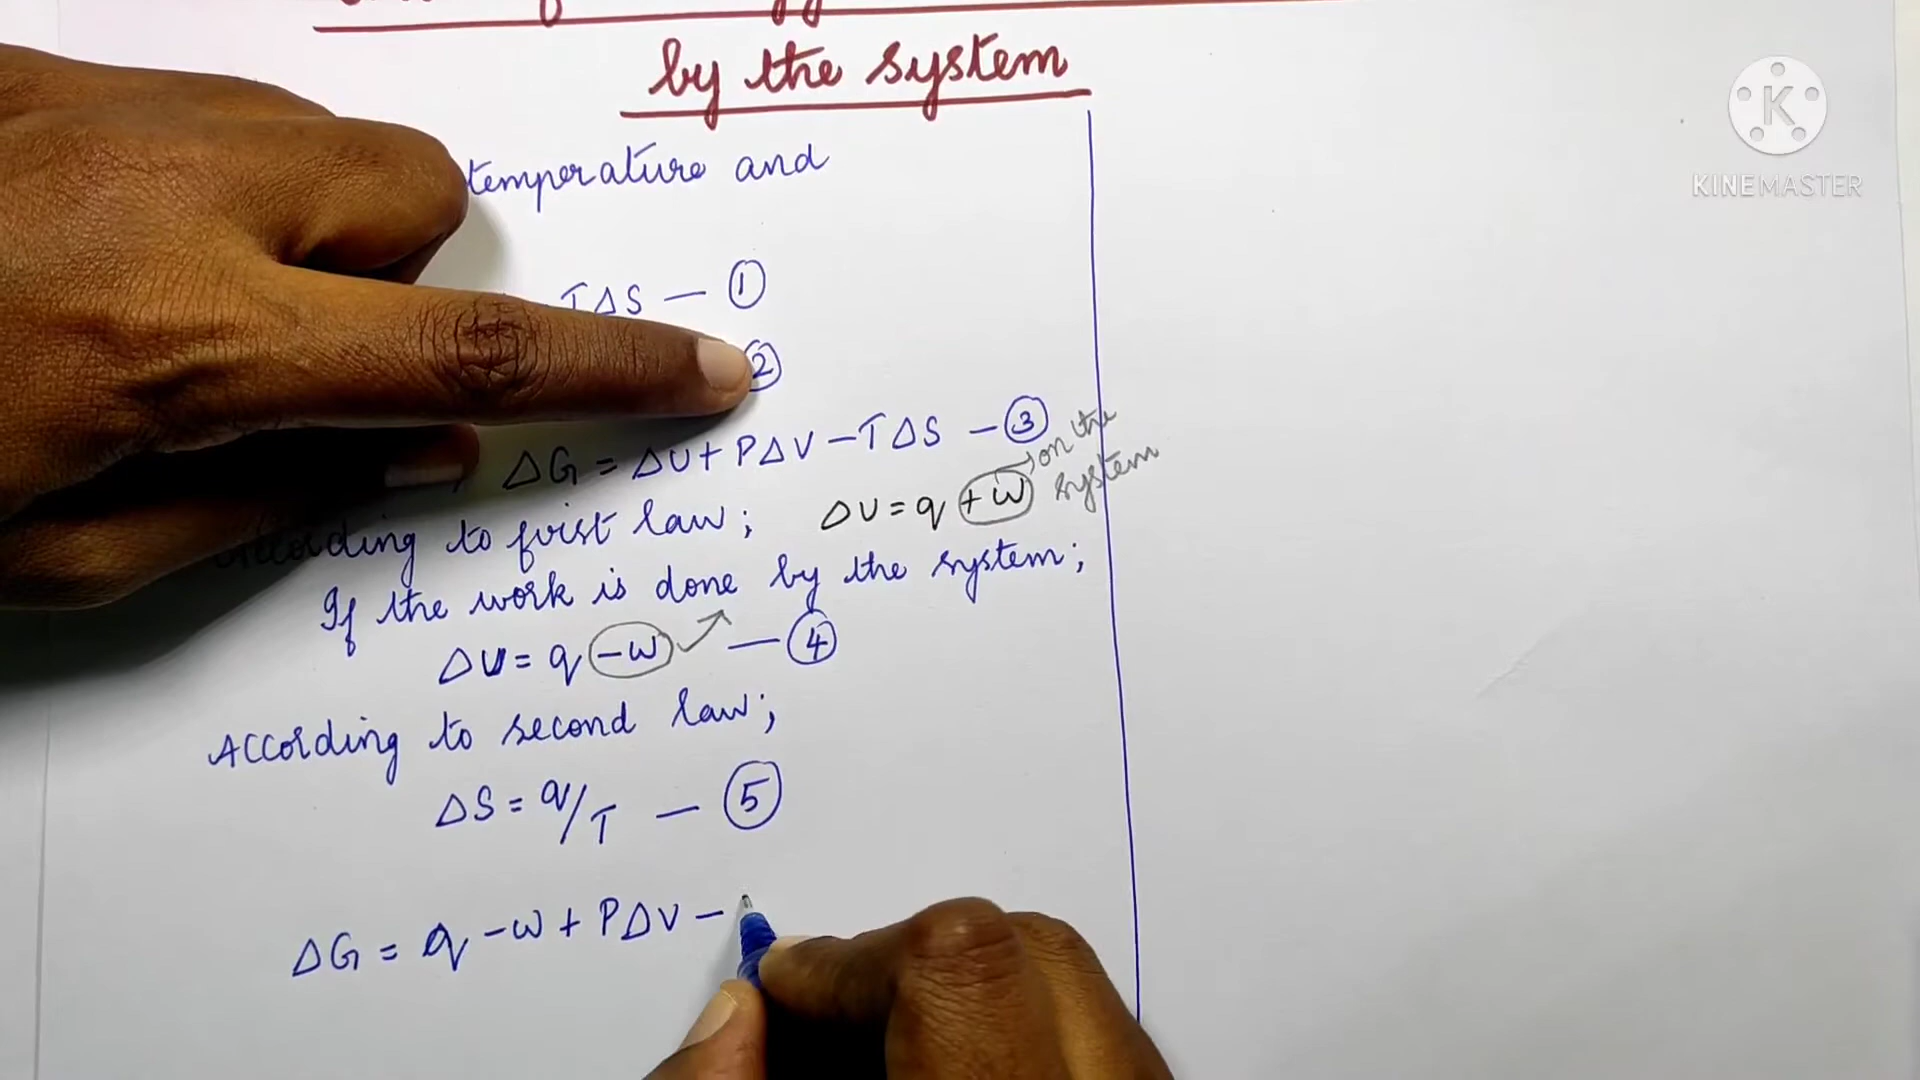 by the system
temperature and
TΔS — ①
②
ΔG = ΔU + PΔV - TΔS - ③
According to first law; ΔU = q + w → on the system
If the work is done by the system;
ΔU = q - w — ④
According to second law;
ΔS = q/T — ⑤
ΔG = q - w + PΔV -
K
KINEMASTER